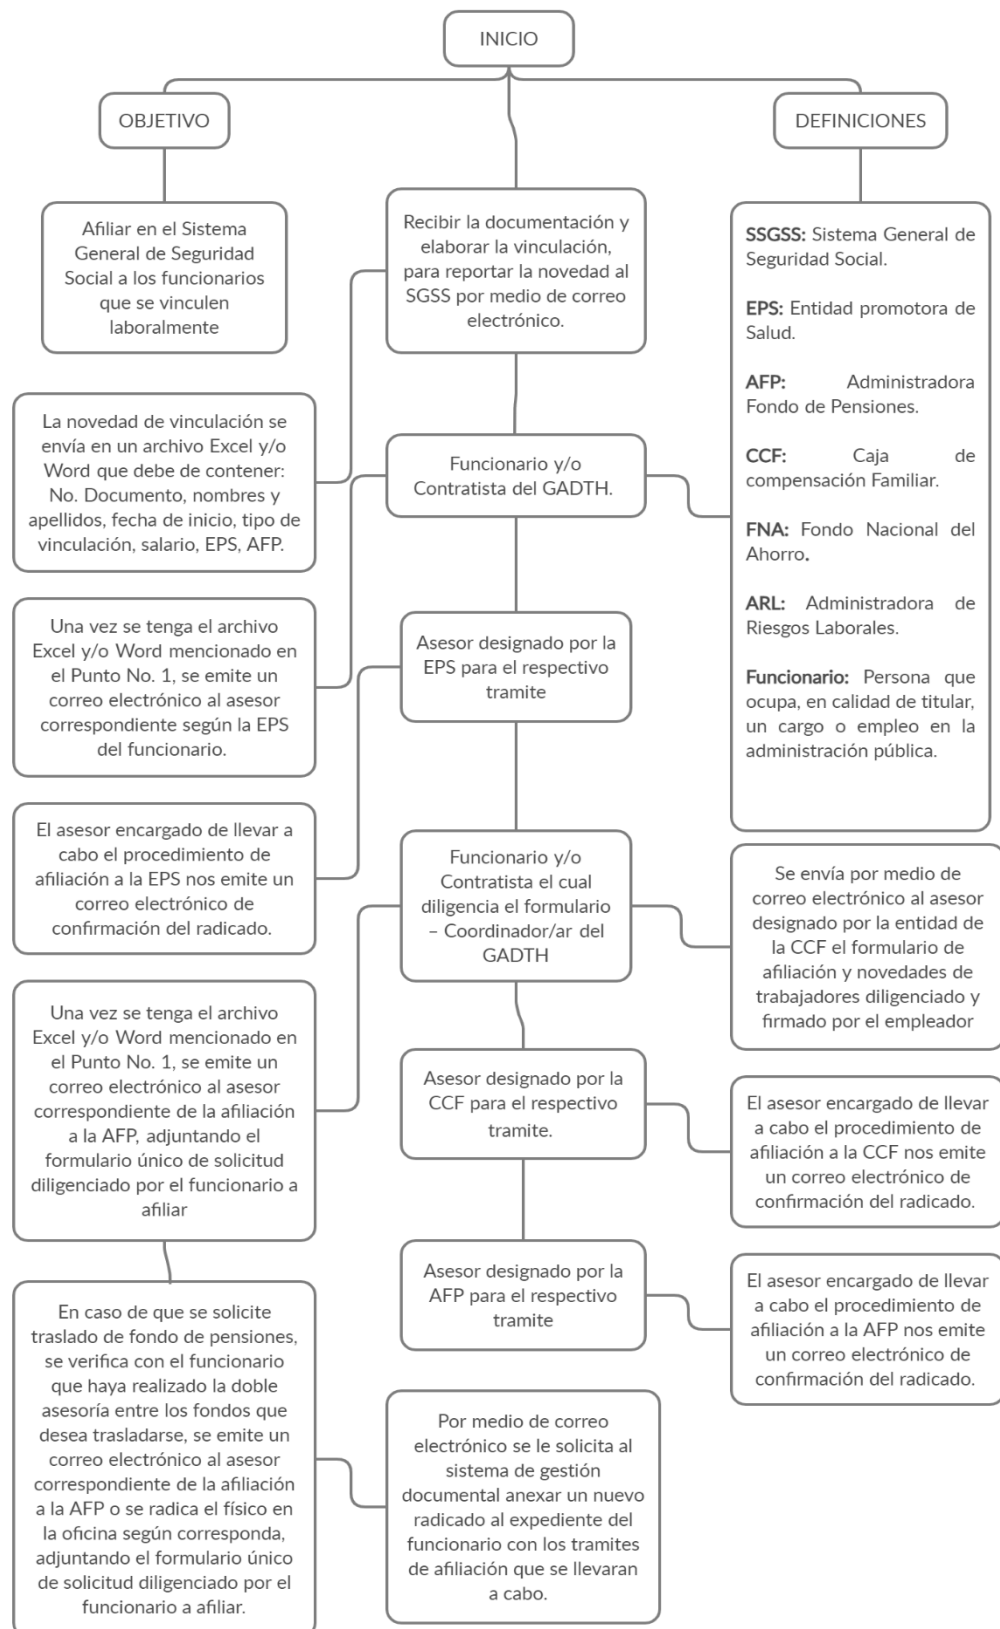 INICIO
OBJETIVO
DEFINICIONES
Afiliar en el Sistema
General de Seguridad
Social a los funcionarios
que se vinculen
laboralmente
Recibir la documentación y
elaborar la vinculación,
para reportar la novedad al
SGSS por medio de correo
electrónico.
SSGSS: Sistema General de
Seguridad Social.
EPS: Entidad promotora de
Salud.
AFP: Administradora
Fondo de Pensiones.
CCF: Caja de
compensación Familiar.
FNA: Fondo Nacional del
Ahorro.
ARL: Administradora de
Riesgos Laborales.
Funcionario: Persona que
ocupa, en calidad de titular,
un cargo o empleo en la
administración pública.
La novedad de vinculación se
envía en un archivo Excel y/o
Word que debe de contener:
No. Documento, nombres y
apellidos, fecha de inicio, tipo de
vinculación, salario, EPS, AFP.
Funcionario y/o
Contratista del GADTH.
Una vez se tenga el archivo
Excel y/o Word mencionado en
el Punto No. 1, se emite un
correo electrónico al asesor
correspondiente según la EPS
del funcionario.
Asesor designado por la
EPS para el respectivo
tramite
El asesor encargado de llevar a
cabo el procedimiento de
afiliación a la EPS nos emite un
correo electrónico de
confirmación del radicado.
Funcionario y/o
Contratista el cual
diligencia el formulario
– Coordinador/ar del
GADTH
Se envía por medio de
correo electrónico al asesor
designado por la entidad de
la CCF el formulario de
afiliación y novedades de
trabajadores diligenciado y
firmado por el empleador
Una vez se tenga el archivo
Excel y/o Word mencionado en
el Punto No. 1, se emite un
correo electrónico al asesor
correspondiente de la afiliación
a la AFP, adjuntando el
formulario único de solicitud
diligenciado por el funcionario a
afiliar
Asesor designado por la
CCF para el respectivo
tramite.
El asesor encargado de llevar
a cabo el procedimiento de
afiliación a la CCF nos emite
un correo electrónico de
confirmación del radicado.
Asesor designado por la
AFP para el respectivo
tramite
El asesor encargado de llevar
a cabo el procedimiento de
afiliación a la AFP nos emite
un correo electrónico de
confirmación del radicado.
En caso de que se solicite
traslado de fondo de pensiones,
se verifica con el funcionario
que haya realizado la doble
asesoría entre los fondos que
desea trasladarse, se emite un
correo electrónico al asesor
correspondiente de la afiliación
a la AFP o se radica el físico en
la oficina según corresponda,
adjuntando el formulario único
de solicitud diligenciado por el
funcionario a afiliar.
Por medio de correo
electrónico se le solicita al
sistema de gestión
documental anexar un nuevo
radicado al expediente del
funcionario con los tramites
de afiliación que se llevaran
a cabo.